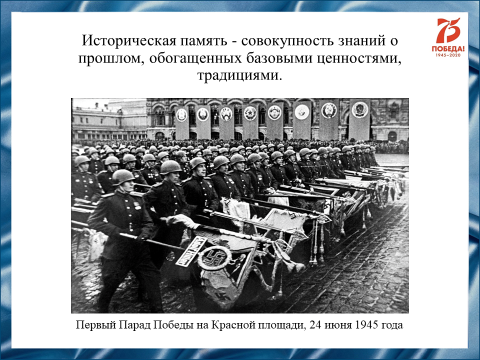 Историческая память - совокупность знаний о
прошлом, обогащенных базовыми ценностями,
традициями.
75
ПОБЕДА!
1945-2020
Первый Парад Победы на Красной площади, 24 июня 1945 года